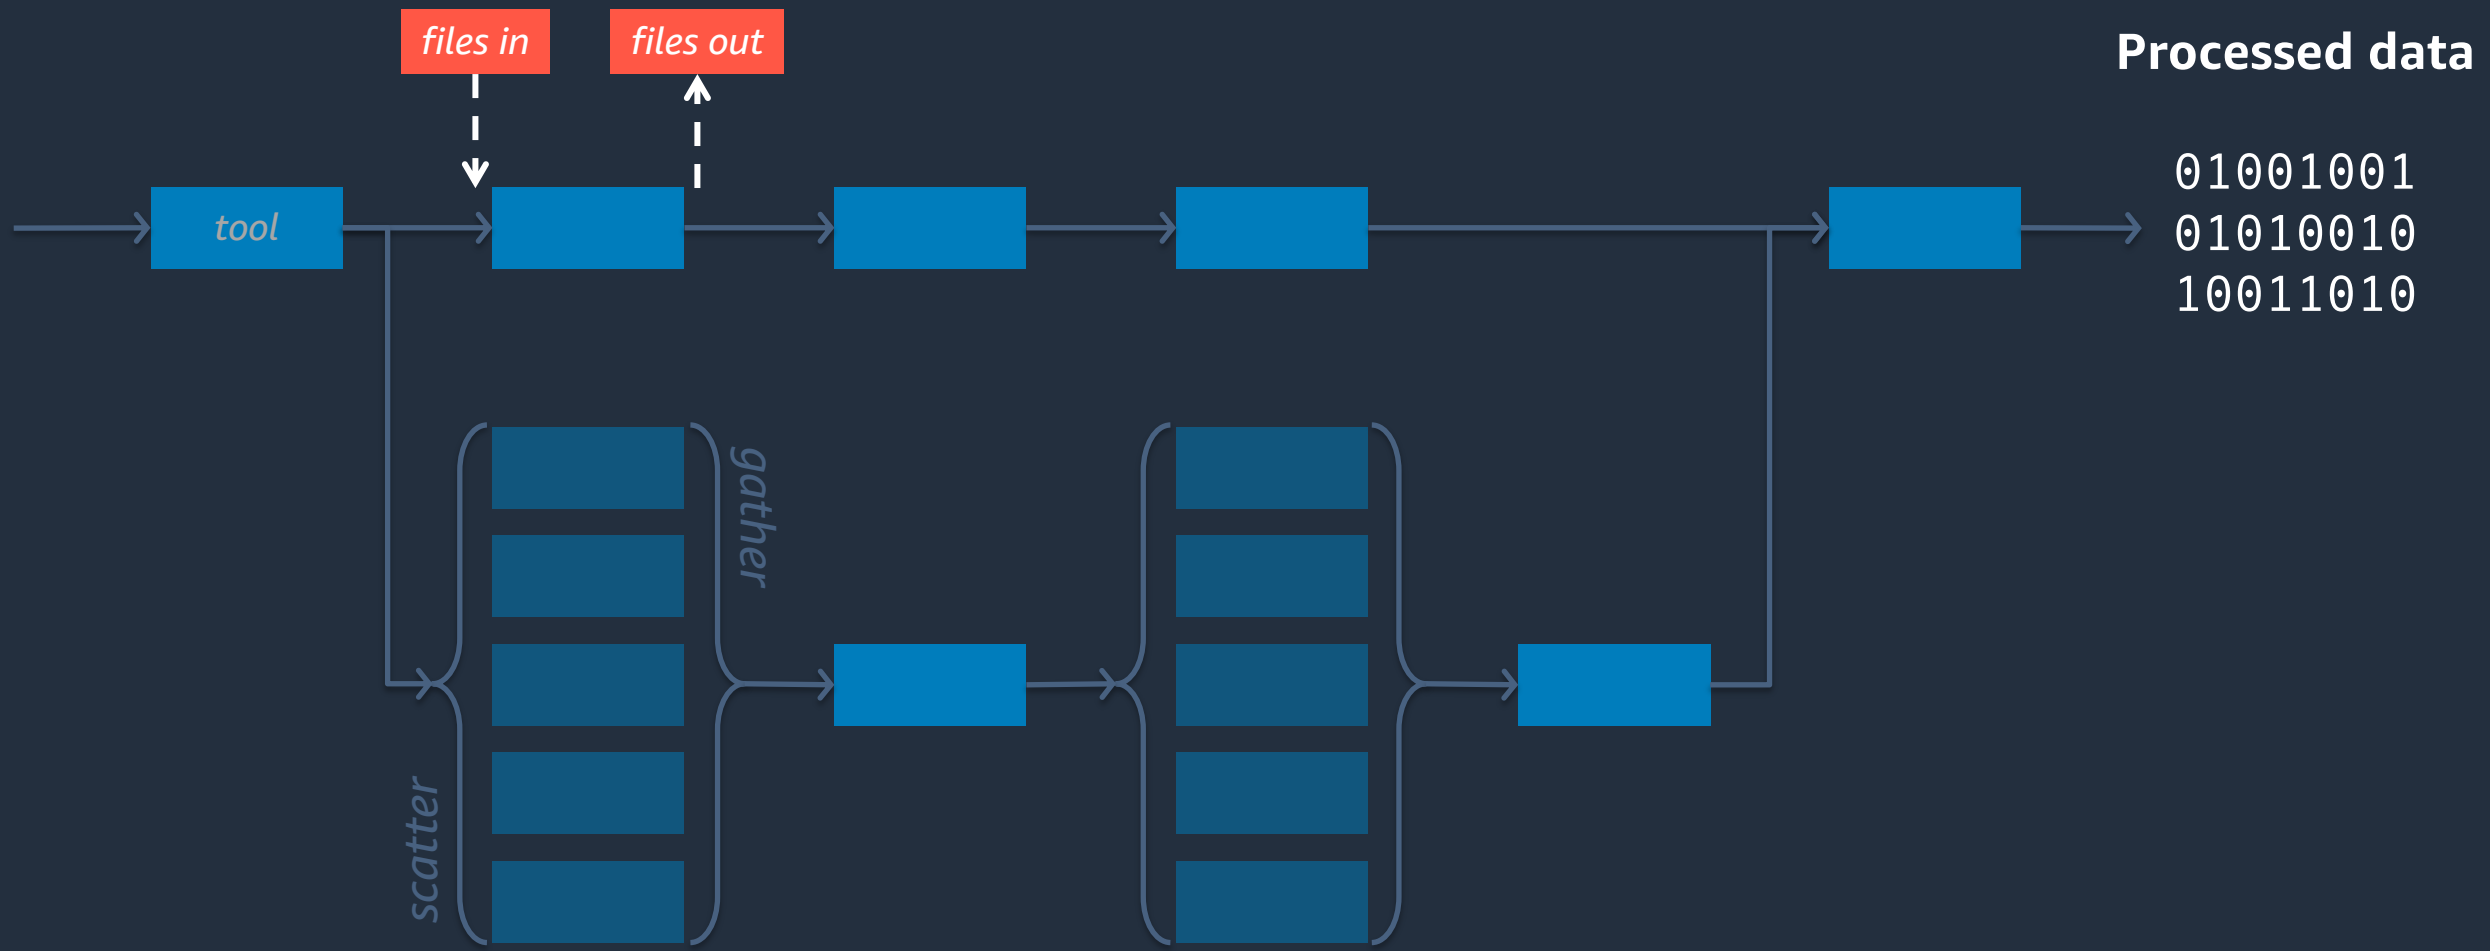 files in
files out
Processed data
01001001
01010010
10011010
tool
gather
scatter